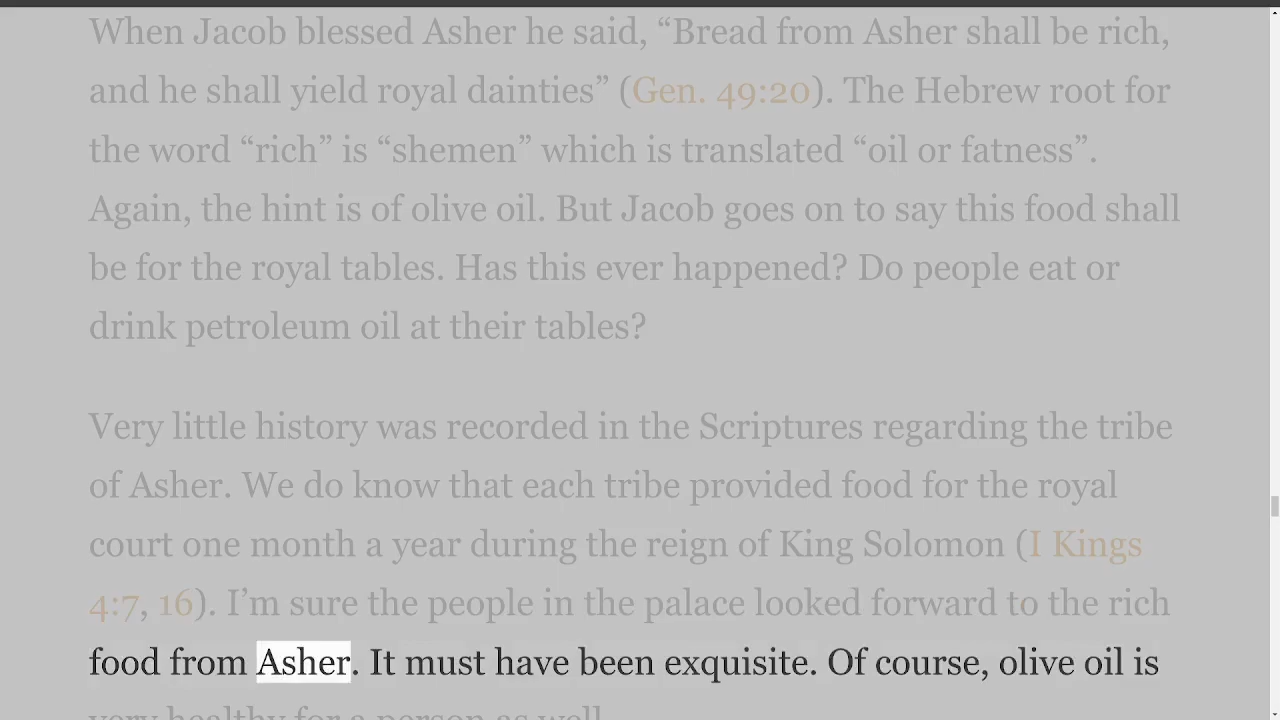 When Jacob blessed Asher he said, “Bread from Asher shall be rich,
and he shall yield royal dainties” (Gen. 49:20). The Hebrew root for
the word “rich” is “shemen” which is translated “oil or fatness”.
Again, the hint is of olive oil. But Jacob goes on to say this food shall
be for the royal tables. Has this ever happened? Do people eat or
drink petroleum oil at their tables?
Very little history was recorded in the Scriptures regarding the tribe
of Asher. We do know that each tribe provided food for the royal
court one month a year during the reign of King Solomon (I Kings
4:7, 16). I’m sure the people in the palace looked forward to the rich
food from Asher. It must have been exquisite. Of course, olive oil is
very healthy for a person as well